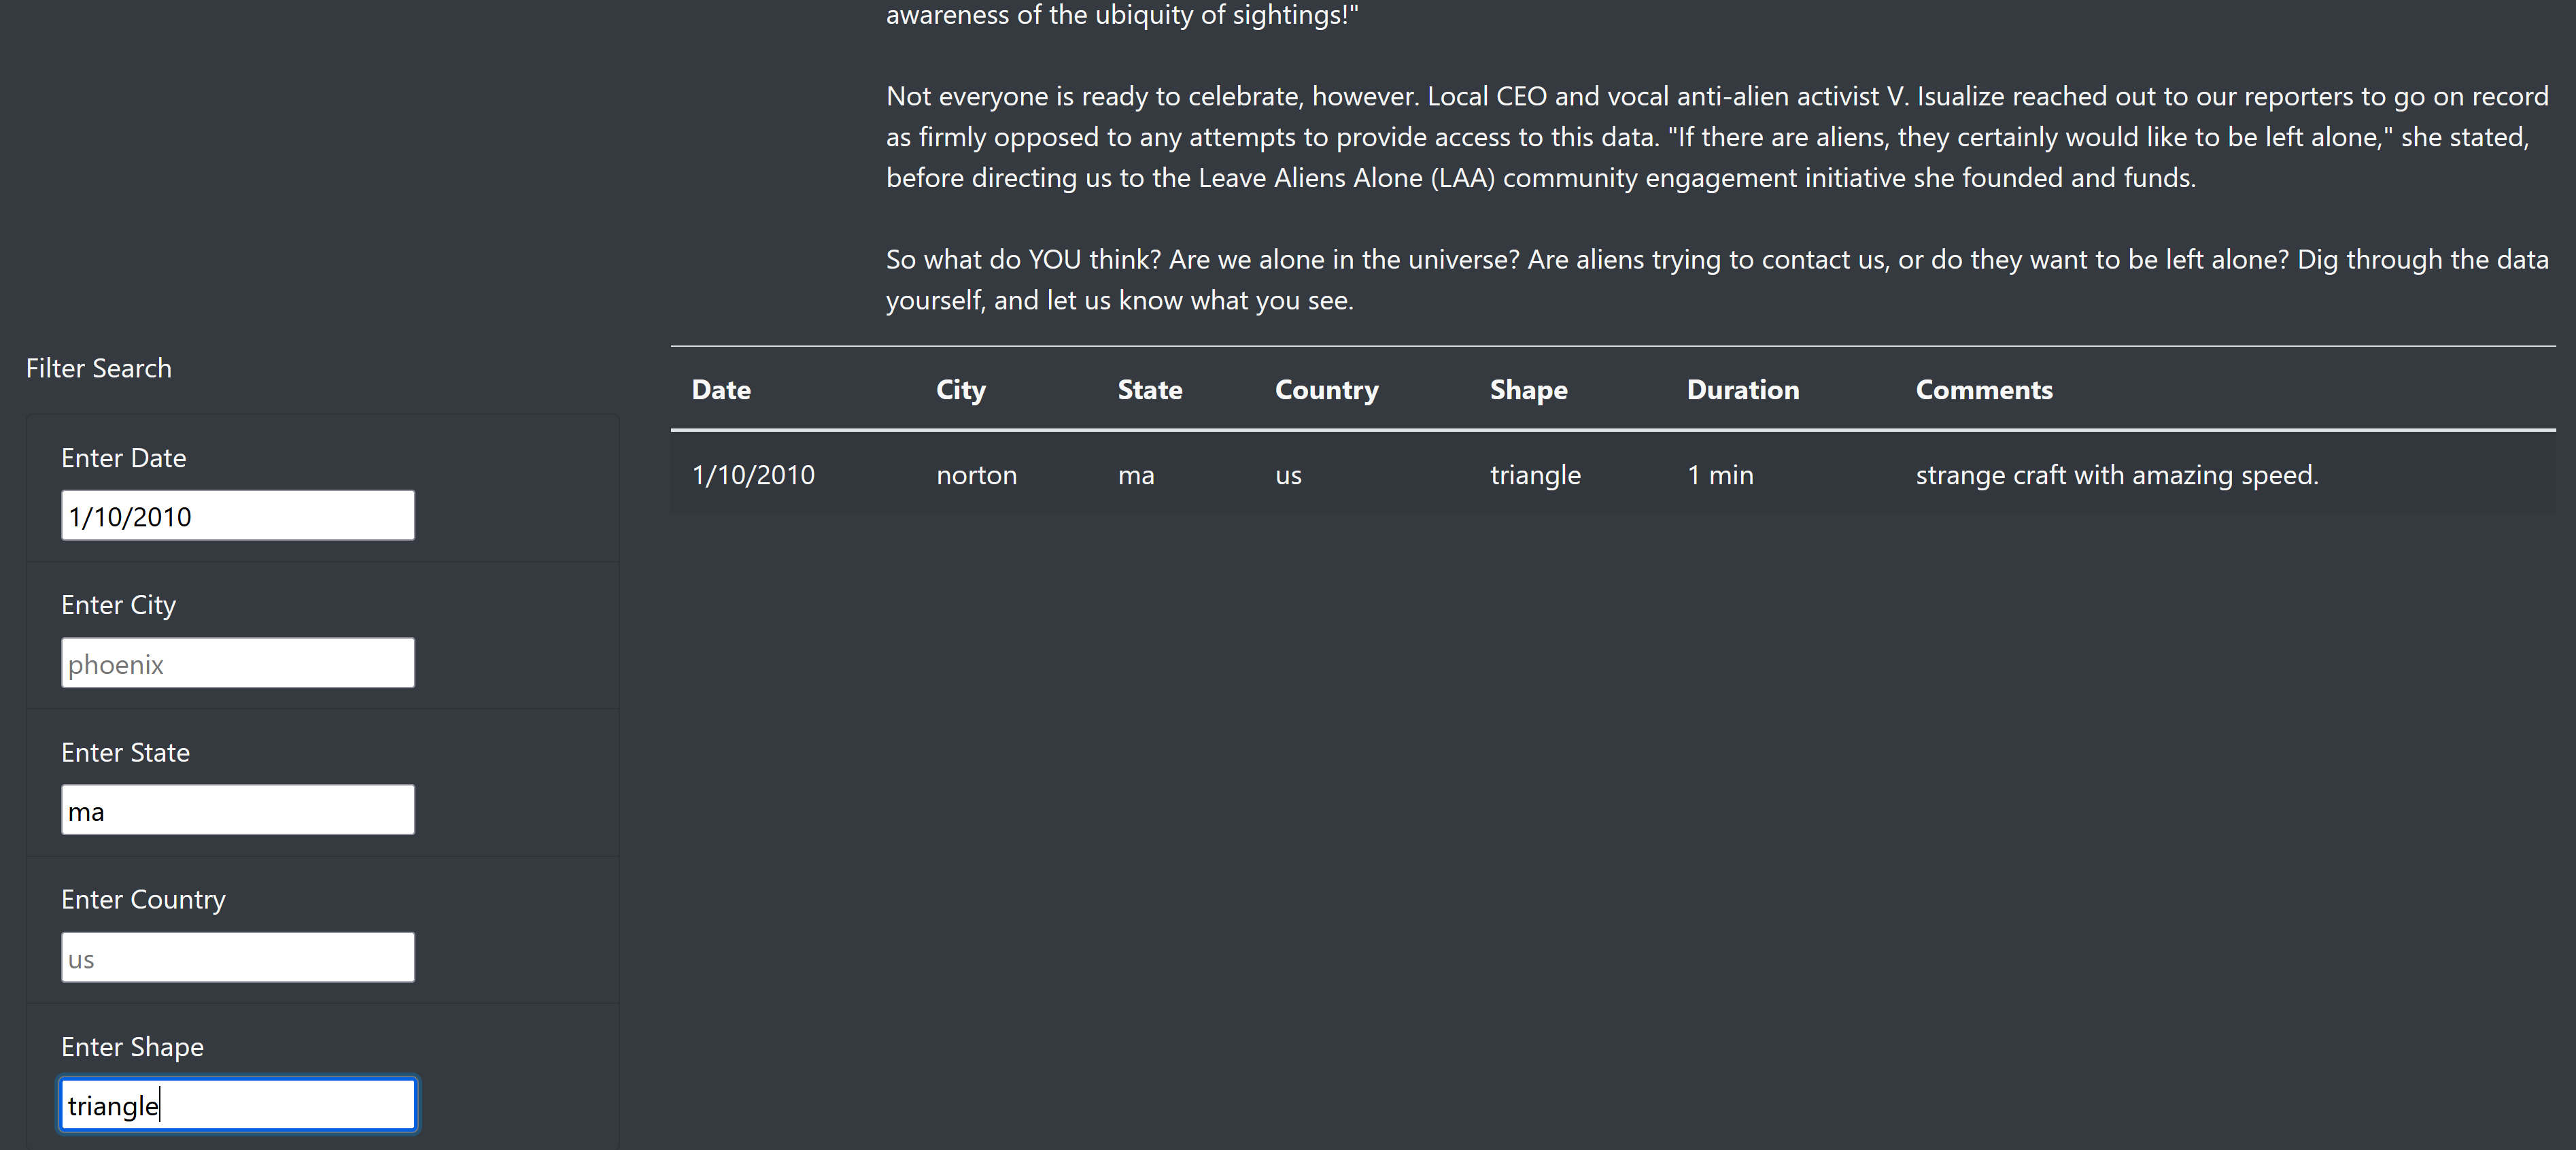 awareness of the ubiquity of sightings!"
Not everyone is ready to celebrate, however. Local CEO and vocal anti-alien activist V. Isualize reached out to our reporters to go on record
as firmly opposed to any attempts to provide access to this data. "If there are aliens, they certainly would like to be left alone," she stated,
before directing us to the Leave Aliens Alone (LAA) community engagement initiative she founded and funds.
So what do YOU think? Are we alone in the universe? Are aliens trying to contact us, or do they want to be left alone? Dig through the data
yourself, and let us know what you see.
Filter Search
Enter Date
1/10/2010
Enter City
phoenix
Enter State
ma
Enter Country
us
Enter Shape
triangle
Date City State Country Shape Duration Comments
1/10/2010 norton ma us triangle 1 min strange craft with amazing speed.